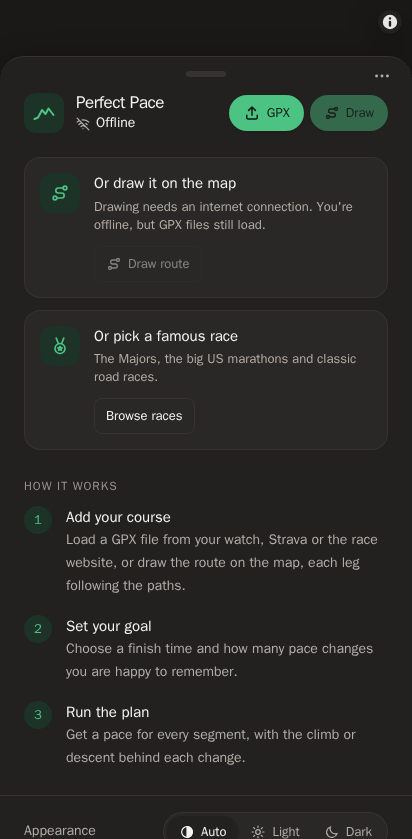 Perfect Pace
Offline
GPX
Draw
Or draw it on the map
Drawing needs an internet connection. You're
offline, but GPX files still load.
Draw route
Or pick a famous race
The Majors, the big US marathons and classic
road races.
Browse races
HOW IT WORKS
1
Add your course
Load a GPX file from your watch, Strava or the race
website, or draw the route on the map, each leg
following the paths.
2
Set your goal
Choose a finish time and how many pace changes
you are happy to remember.
3
Run the plan
Get a pace for every segment, with the climb or
descent behind each change.
Appearance
Auto
Light
Dark